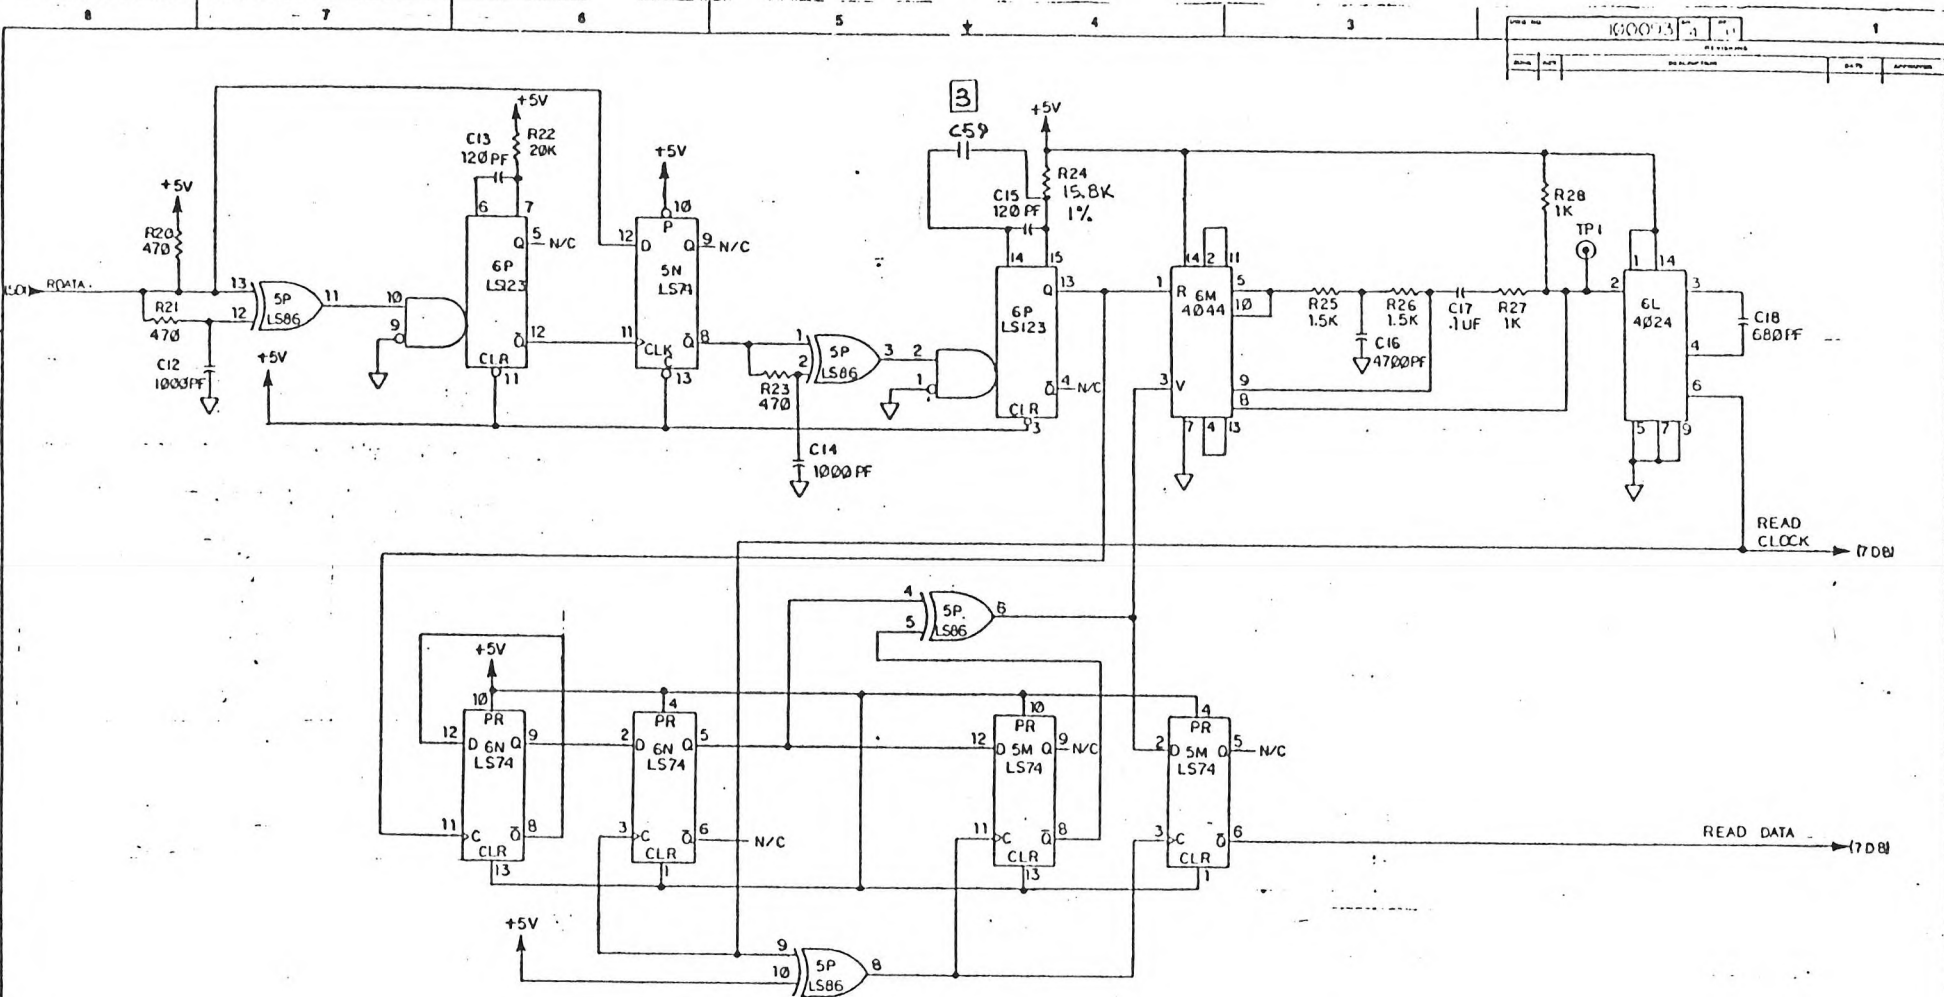 8 7 6 5 4 3 1
100093
REVISIONS
DESCRIPTION
DATE APPROVED
3
C59
+5V
C13
120PF
R22
20K
+5V
+5V
R24
15.8K
1%
C15
120 PF
R28
1K
TP1
+5V
R20
470
6 7
Q 5 N/C
6P
LS123
Q̅ 12
CLR
11
10
P
12 D Q 9 N/C
5N
LS74
11 CLK Q̅ 8
C
13
14 15
Q 13
6P
LS123
Q̅ 4 N/C
CLR
3
14 2 11
1 R 6M 5
4044 10
3 V 9
8
7 4 13
R25
1.5K
R26
1.5K
C17
.1UF
R27
1K
C16
4700PF
1 14
2 6L 3
4024 4
6
5 7 9
C18
680PF
RDATA
R21
470
13
12
5P
LS86
11
10
9
C12
1000PF
+5V
1
2
5P
LS86
3 2
1
R23
470
C14
1000PF
READ
CLOCK
(7D8)
4
5
5P
LS86
6
+5V
10
PR
12 D 6N Q 9
LS74
11 C Q̅ 8
CLR
13
4
PR
2 D 6N Q 5
LS74
3 C Q̅ 6 N/C
CLR
1
10
PR
12 D 5M Q 9 N/C
LS74
11 C Q̅ 8
CLR
13
4
PR
2 D 5M Q 5 N/C
LS74
3 C Q̅ 6
CLR
1
READ DATA
(7D8)
+5V
9
10
5P
LS86
8